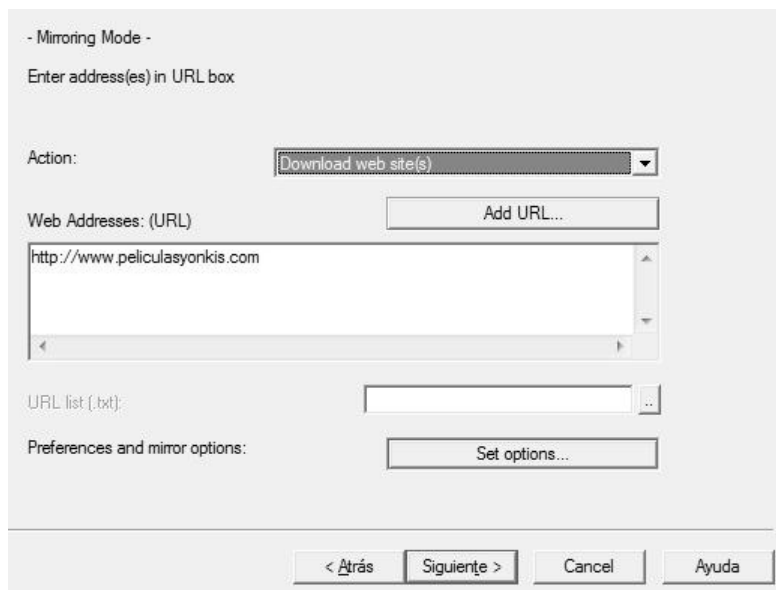 - Mirroring Mode -
Enter address(es) in URL box
Action:
Download web site(s)
Web Addresses: (URL)
Add URL...
http://www.peliculasyonkis.com
URL list (.txt):
..
Preferences and mirror options:
Set options...
< Atrás
Siguiente >
Cancel
Ayuda